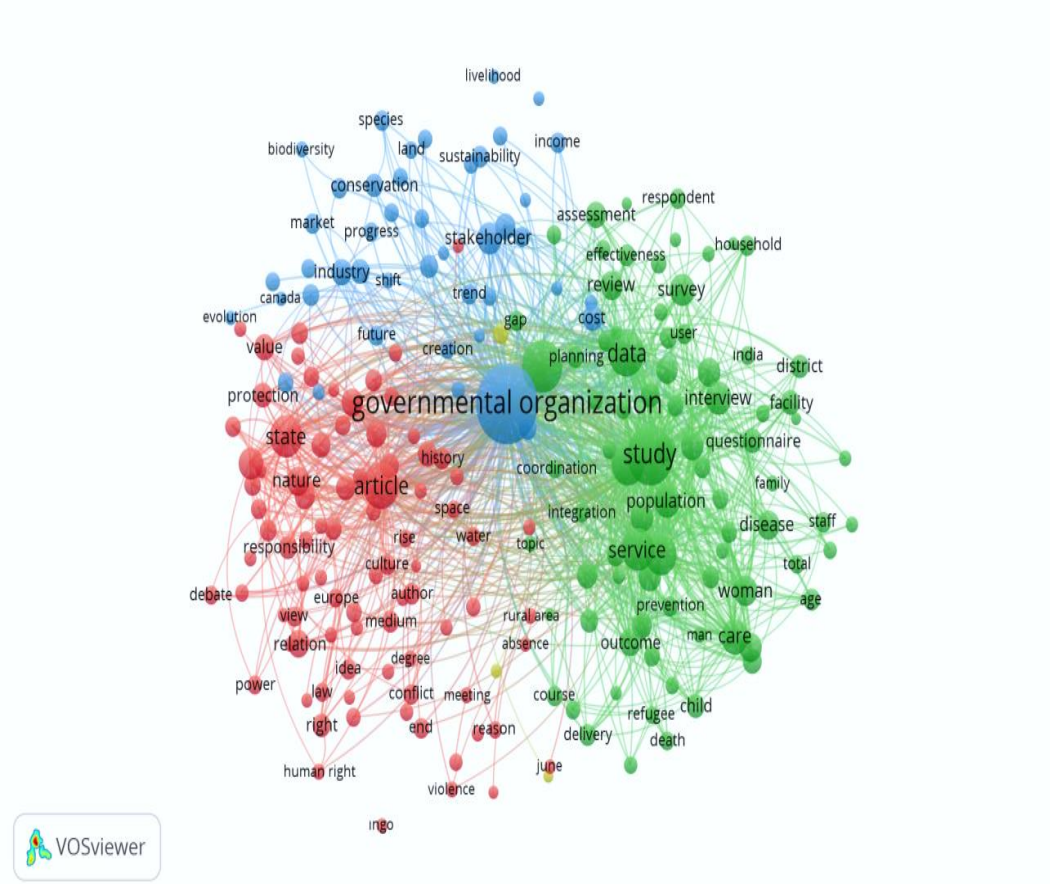 livelihood
species
income
biodiversity
land
sustainability
conservation
respondent
assessment
market
progress
stakeholder
household
effectiveness
industry
shift
review
survey
canada
trend
evolution
gap
cost
future
user
value
creation
planning
data
india
district
protection
governmental organization
interview
facility
state
questionnaire
history
study
coordination
nature
article
family
space
integration
population
disease
staff
rise
water
topic
responsibility
service
culture
total
debate
europe
author
woman
age
view
medium
rural area
prevention
relation
absence
outcome
man
care
idea
degree
power
law
conflict
meeting
course
child
refugee
right
end
reason
delivery
death
human right
june
violence
ingo
VOSviewer